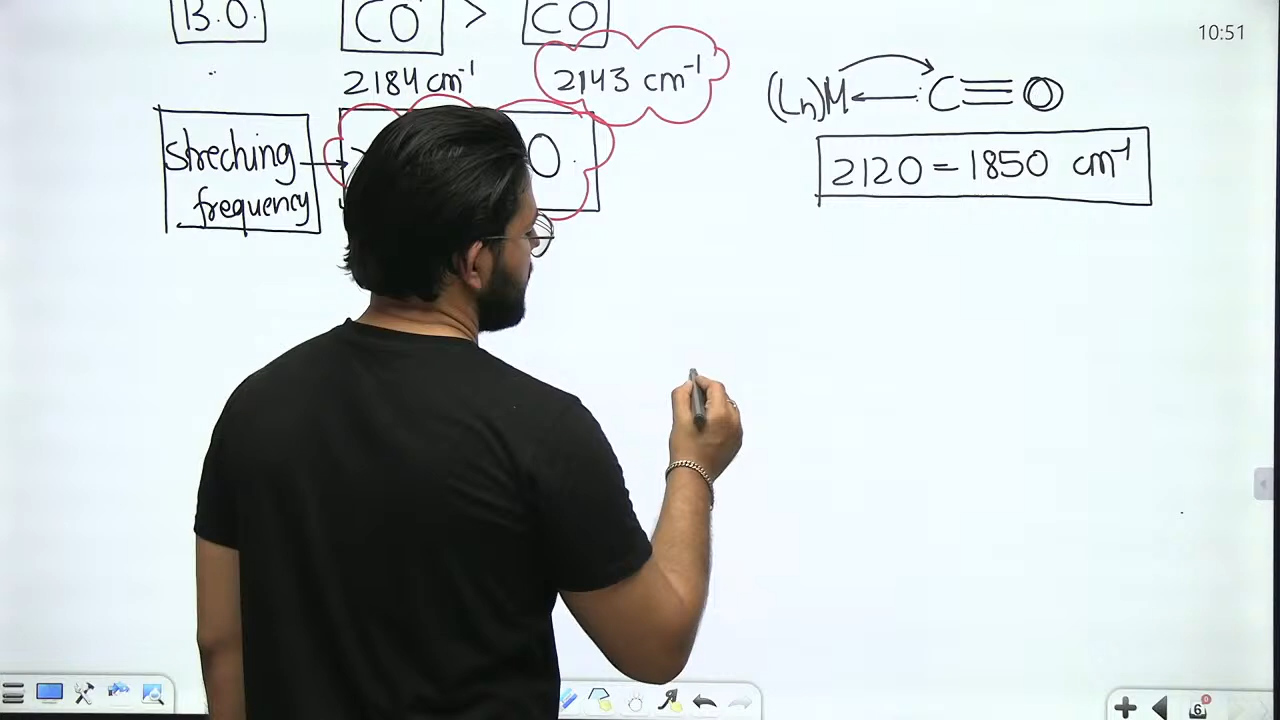 B.O. CO⁺ > CO
10:51
2184 cm⁻¹ 2143 cm⁻¹
(Ln)M C≡O
Streching
frequency
O
2120 = 1850 cm⁻¹
6